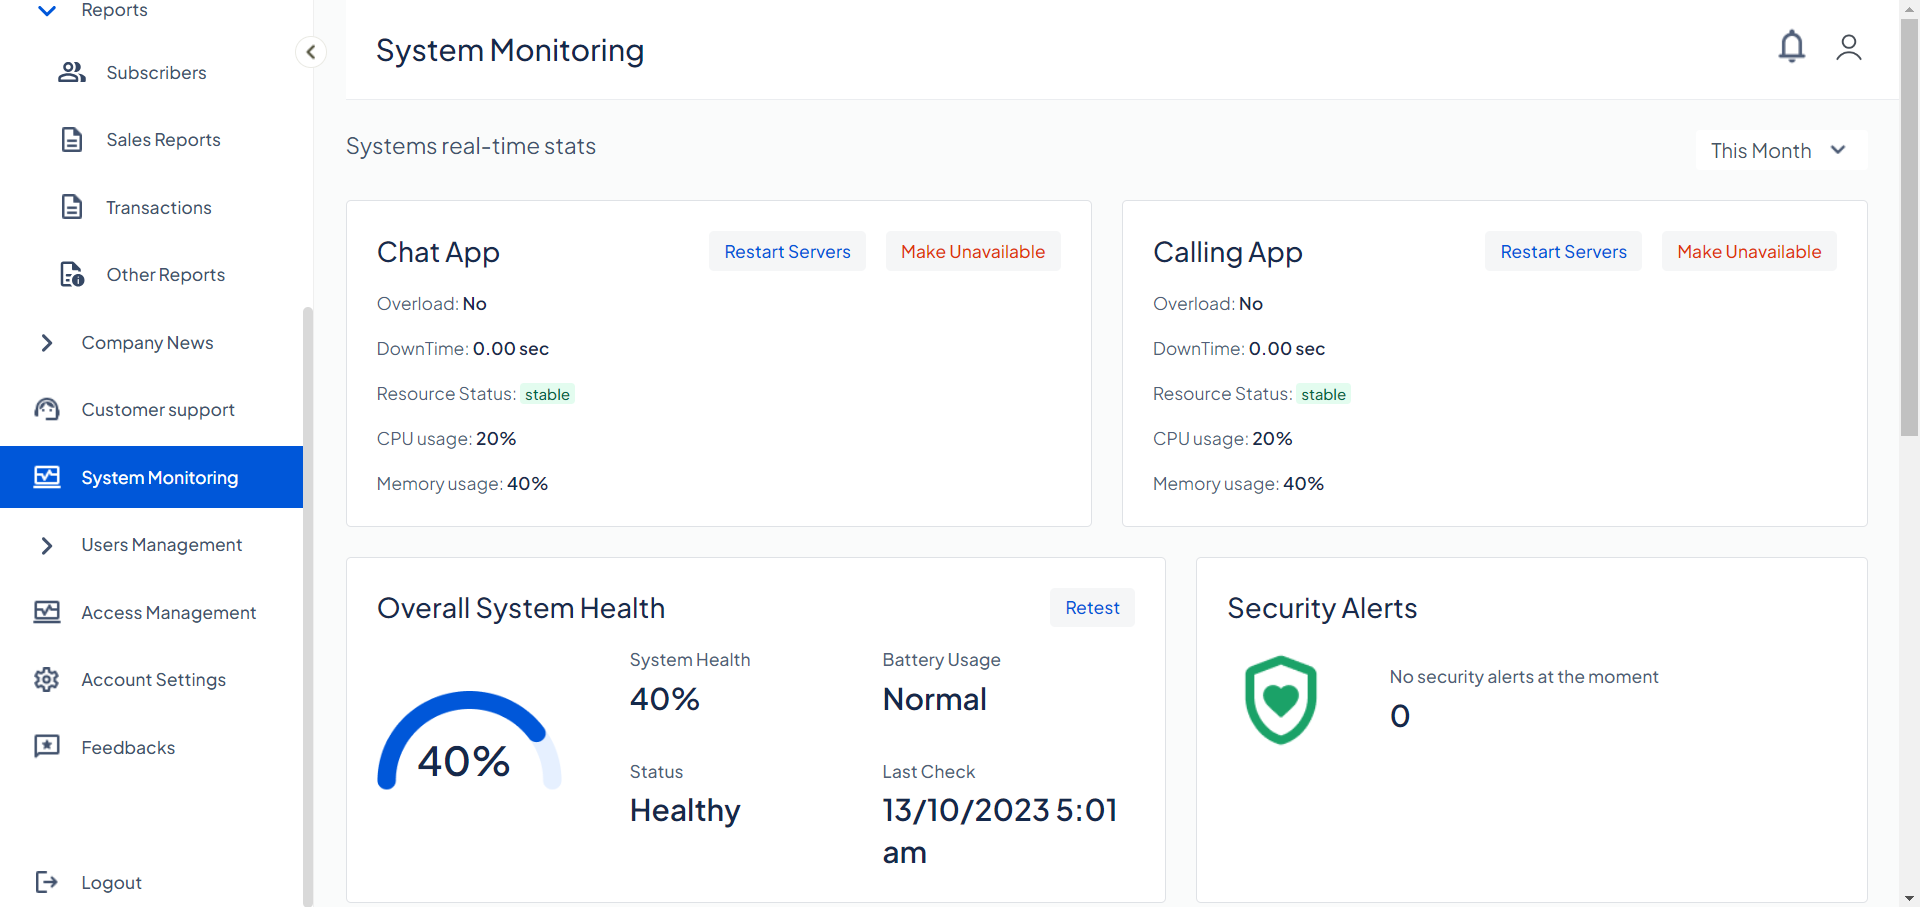 Reports
Subscribers
Sales Reports
Transactions
Other Reports
Company News
Customer support
System Monitoring
Users Management
Access Management
Account Settings
Feedbacks
Logout
System Monitoring
Systems real-time stats
This Month
Chat App
Restart Servers
Make Unavailable
Overload: No
DownTime: 0.00 sec
Resource Status: stable
CPU usage: 20%
Memory usage: 40%
Calling App
Restart Servers
Make Unavailable
Overload: No
DownTime: 0.00 sec
Resource Status: stable
CPU usage: 20%
Memory usage: 40%
Overall System Health
Retest
40%
System Health
40%
Battery Usage
Normal
Status
Healthy
Last Check
13/10/2023 5:01
am
Security Alerts
No security alerts at the moment
0